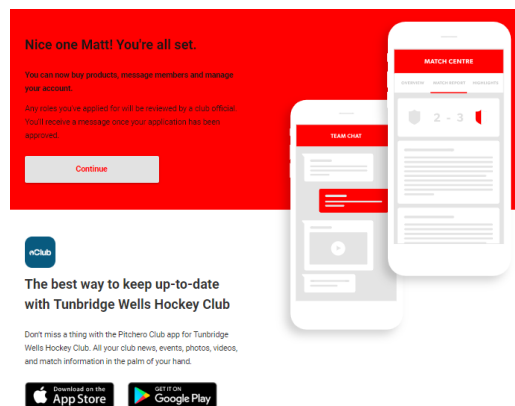 Nice one Matt! You're all set.
You can now buy products, message members and manage
your account.
Any roles you've applied for will be reviewed by a club official.
You'll receive a message once your application has been
approved.
Continue
MATCH CENTRE
OVERVIEW MATCH REPORT HIGHLIGHTS
2 - 3
TEAM CHAT
Club
The best way to keep up-to-date
with Tunbridge Wells Hockey Club
Don't miss a thing with the Pitchero Club app for Tunbridge
Wells Hockey Club. All your club news, events, photos, videos,
and match information in the palm of your hand.
Download on the
App Store
GET IT ON
Google Play